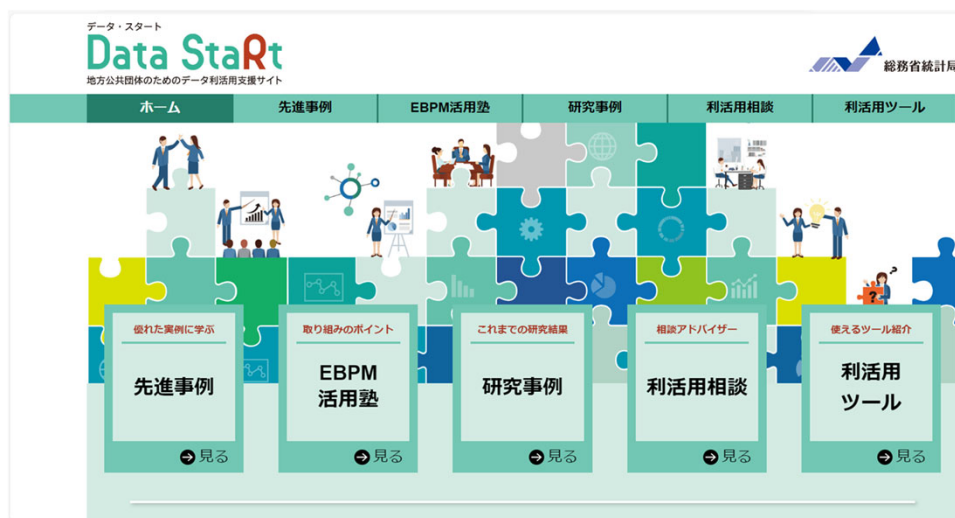 データ・スタート
Data StaRt
地方公共団体のためのデータ利活用支援サイト
総務省統計局
ホーム
先進事例
EBPM活用塾
研究事例
利活用相談
利活用ツール
優れた実例に学ぶ
先進事例
見る
取り組みのポイント
EBPM
活用塾
見る
これまでの研究結果
研究事例
見る
相談アドバイザー
利活用相談
見る
使えるツール紹介
利活用
ツール
見る
?
?